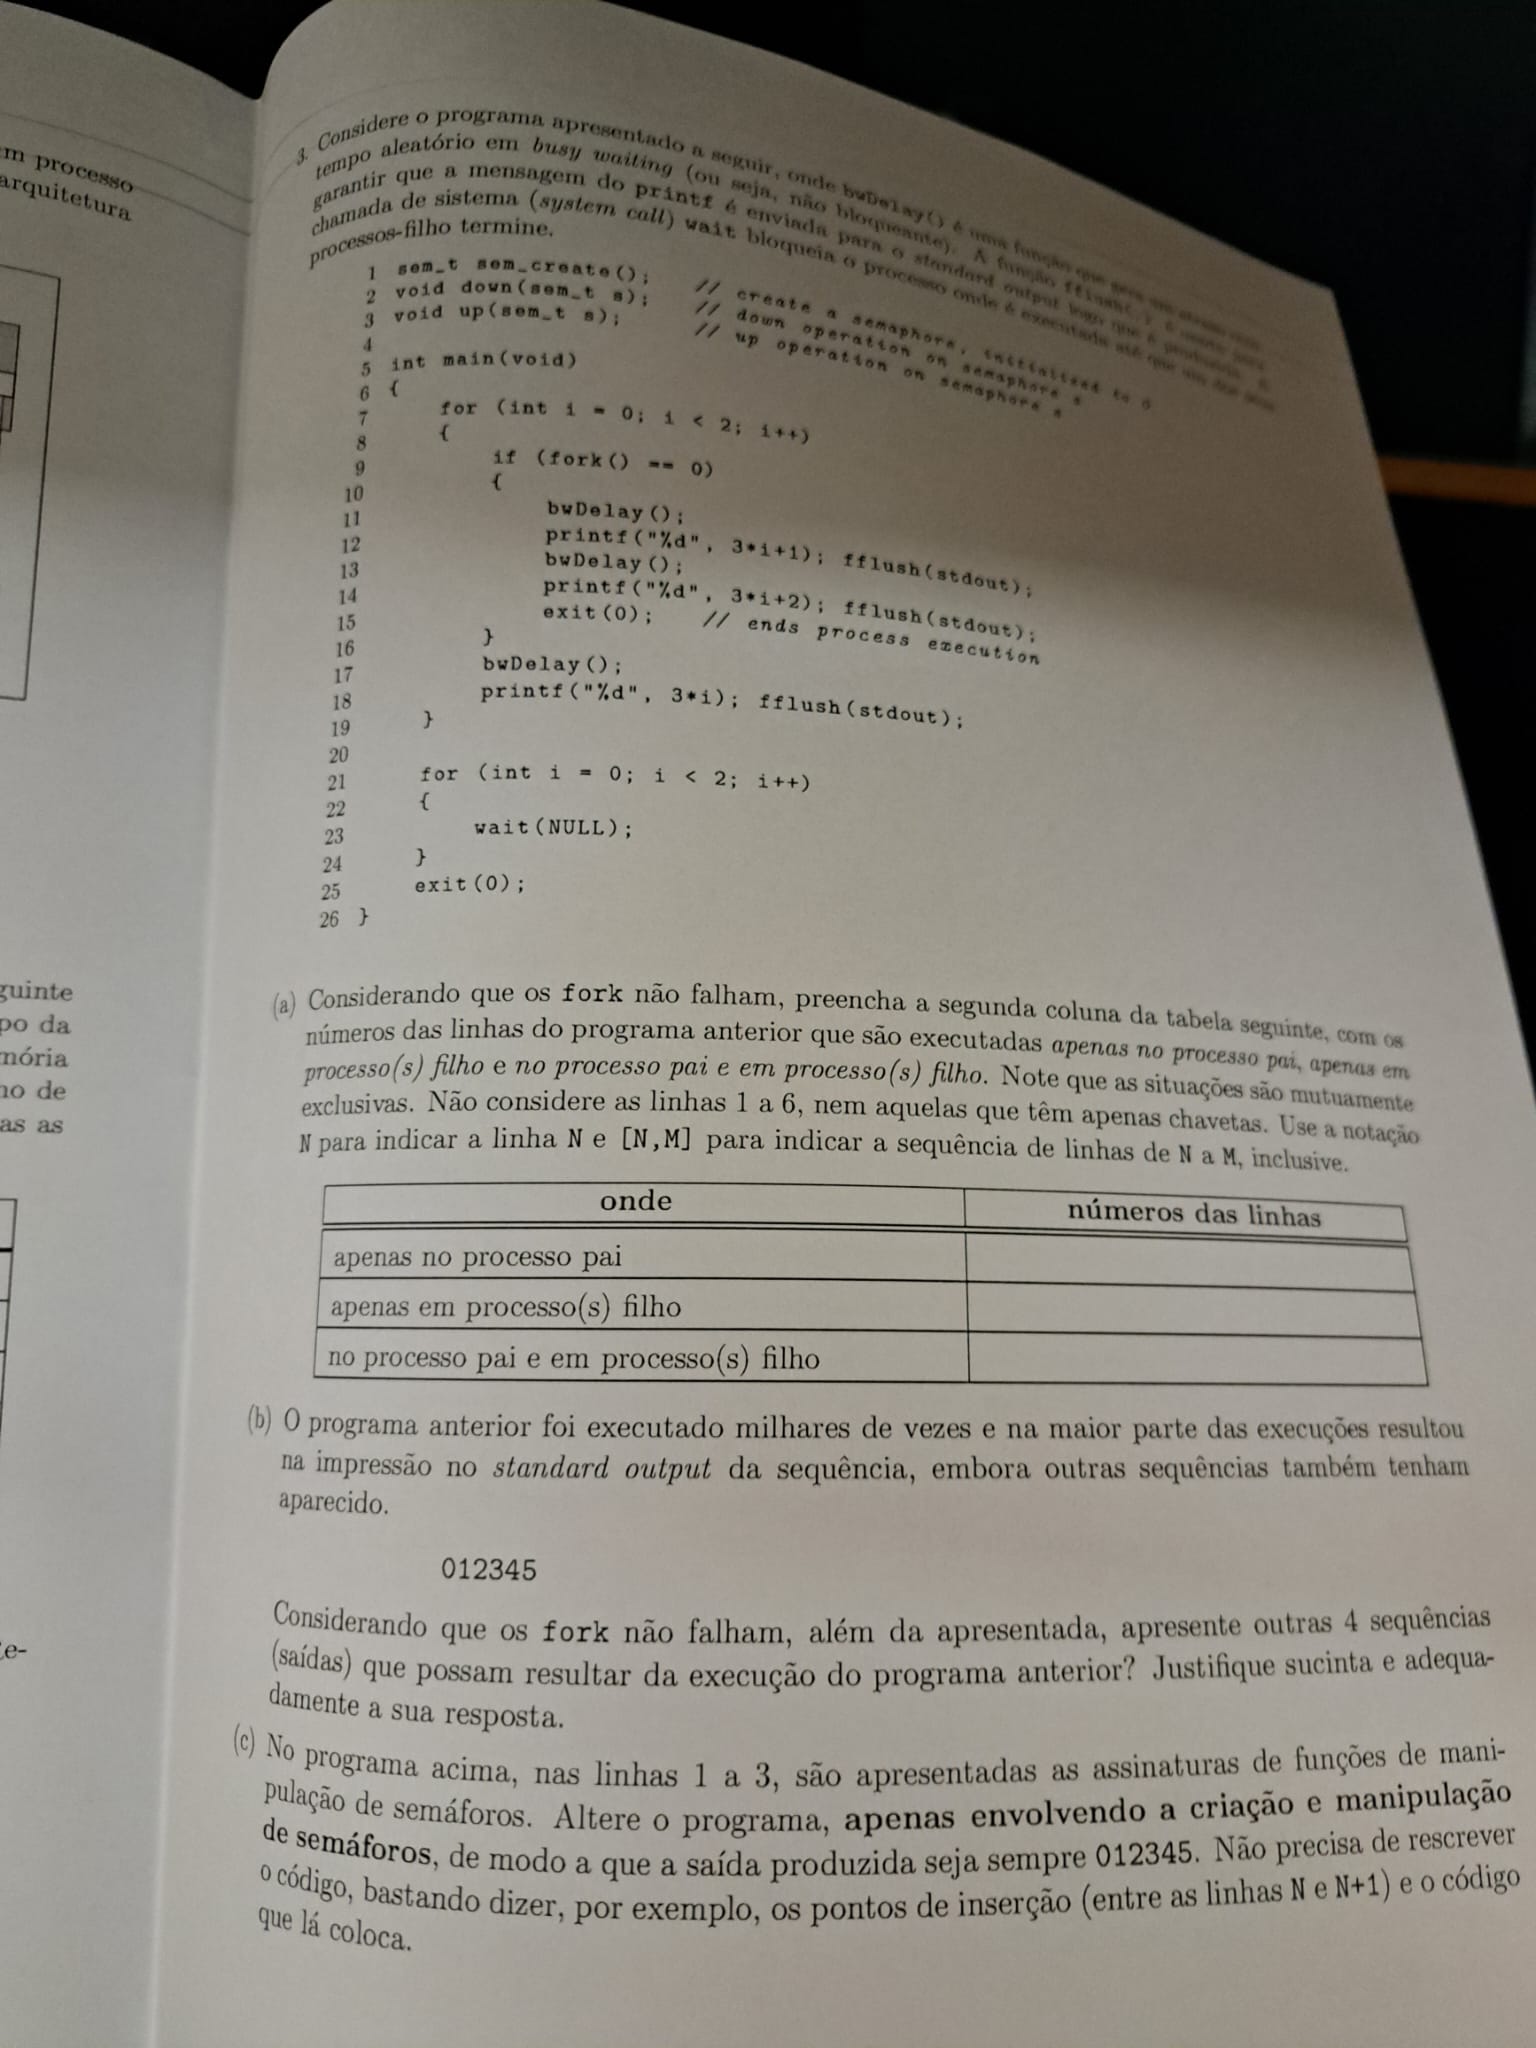 m processo
arquitetura
guinte
po da
mória
no de
as as
te-
3. Considere o programa apresentado a seguir, onde bwDelay() é uma função que gera um atraso com
tempo aleatório em busy waiting (ou seja, não bloqueante). A função fflush(..) é usada para
garantir que a mensagem do printf é enviada para o standard output logo que é produzida. A
chamada de sistema (system call) wait bloqueia o processo onde é executada até que um dos seus
processos-filho termine.
1 sem_t sem_create(); // create a semaphore, initialized to 0
2 void down(sem_t s); // down operation on semaphore s
3 void up(sem_t s); // up operation on semaphore s
4
5 int main(void)
6 {
7 for (int i = 0; i < 2; i++)
8 {
9 if (fork() == 0)
10 {
11 bwDelay();
12 printf("%d", 3*i+1); fflush(stdout);
13 bwDelay();
14 printf("%d", 3*i+2); fflush(stdout);
15 exit(0); // ends process execution
16 }
17 bwDelay();
18 printf("%d", 3*i); fflush(stdout);
19 }
20
21 for (int i = 0; i < 2; i++)
22 {
23 wait(NULL);
24 }
25 exit(0);
26 }
(a) Considerando que os fork não falham, preencha a segunda coluna da tabela seguinte, com os
números das linhas do programa anterior que são executadas apenas no processo pai, apenas em
processo(s) filho e no processo pai e em processo(s) filho. Note que as situações são mutuamente
exclusivas. Não considere as linhas 1 a 6, nem aquelas que têm apenas chavetas. Use a notação
N para indicar a linha N e [N,M] para indicar a sequência de linhas de N a M, inclusive.
onde números das linhas
apenas no processo pai
apenas em processo(s) filho
no processo pai e em processo(s) filho
(b) O programa anterior foi executado milhares de vezes e na maior parte das execuções resultou
na impressão no standard output da sequência, embora outras sequências também tenham
aparecido.
012345
Considerando que os fork não falham, além da apresentada, apresente outras 4 sequências
(saídas) que possam resultar da execução do programa anterior? Justifique sucinta e adequa-
damente a sua resposta.
(c) No programa acima, nas linhas 1 a 3, são apresentadas as assinaturas de funções de mani-
pulação de semáforos. Altere o programa, apenas envolvendo a criação e manipulação
de semáforos, de modo a que a saída produzida seja sempre 012345. Não precisa de rescrever
o código, bastando dizer, por exemplo, os pontos de inserção (entre as linhas N e N+1) e o código
que lá coloca.